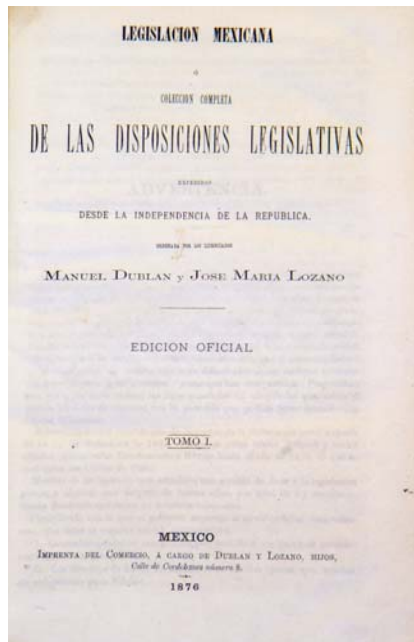 LEGISLACION MEXICANA
ó
COLECCION COMPLETA
DE LAS DISPOSICIONES LEGISLATIVAS
EXPEDIDAS
DESDE LA INDEPENDENCIA DE LA REPUBLICA.
ORDENADA POR LOS LICENCIADOS
MANUEL DUBLAN y JOSE MARIA LOZANO
EDICION OFICIAL
TOMO I.
MEXICO
IMPRENTA DEL COMERCIO, A CARGO DE DUBLAN Y LOZANO, HIJOS,
Calle de Cordobanes número 8.
1876